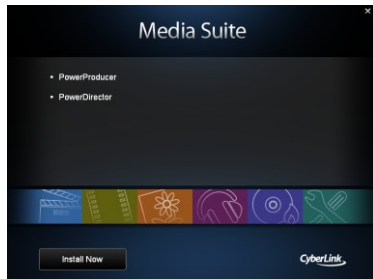 Media Suite
• PowerProducer
• PowerDirector
Install Now
CyberLink